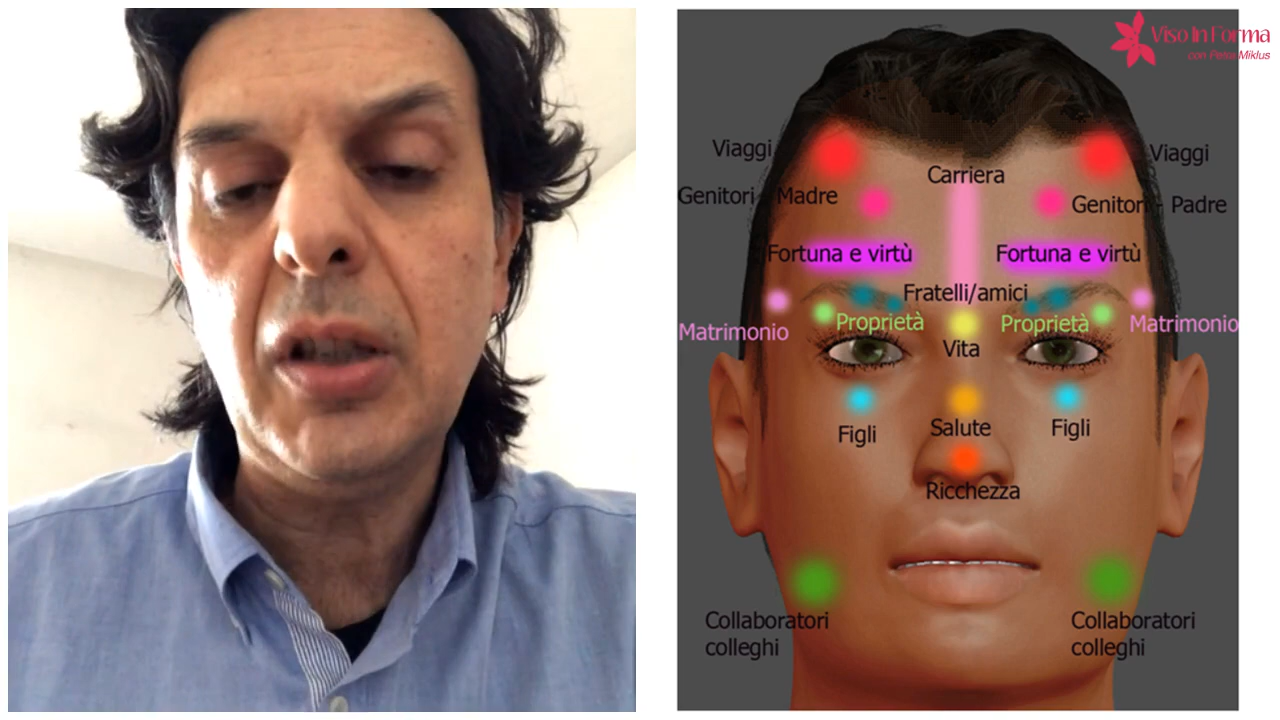 Viso In Forma
con Pietro Miklus
Viaggi
Viaggi
Carriera
Genitori - Madre
Genitori - Padre
Fortuna e virtù
Fortuna e virtù
Fratelli/amici
Proprietà
Proprietà
Matrimonio
Matrimonio
Vita
Figli
Salute
Figli
Ricchezza
Collaboratori
colleghi
Collaboratori
colleghi